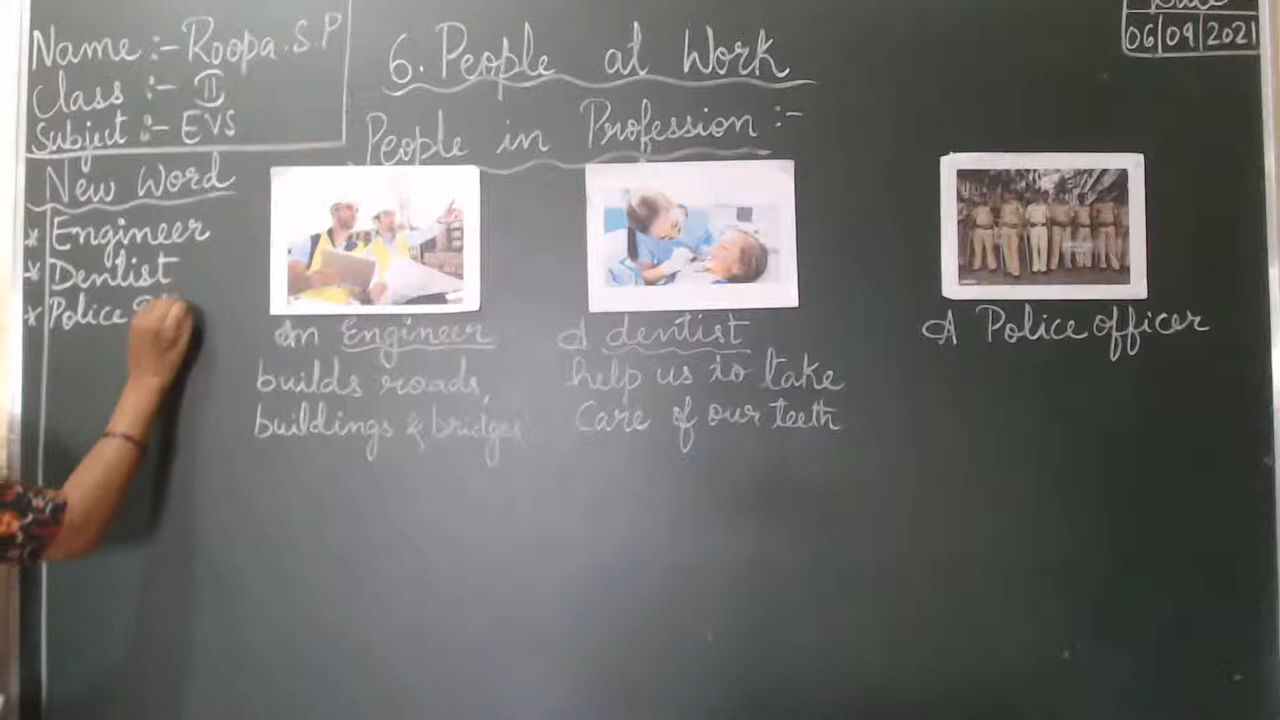 Name :- Roopa.S.P
Class :- II
Subject :- EVS
Date
06/09/2021
6. People at Work
People in Profession :-
New Word
* Engineer
* Dentist
* Police
An Engineer
builds roads,
buildings & bridges
A dentist
help us to take
care of our teeth
A Police officer